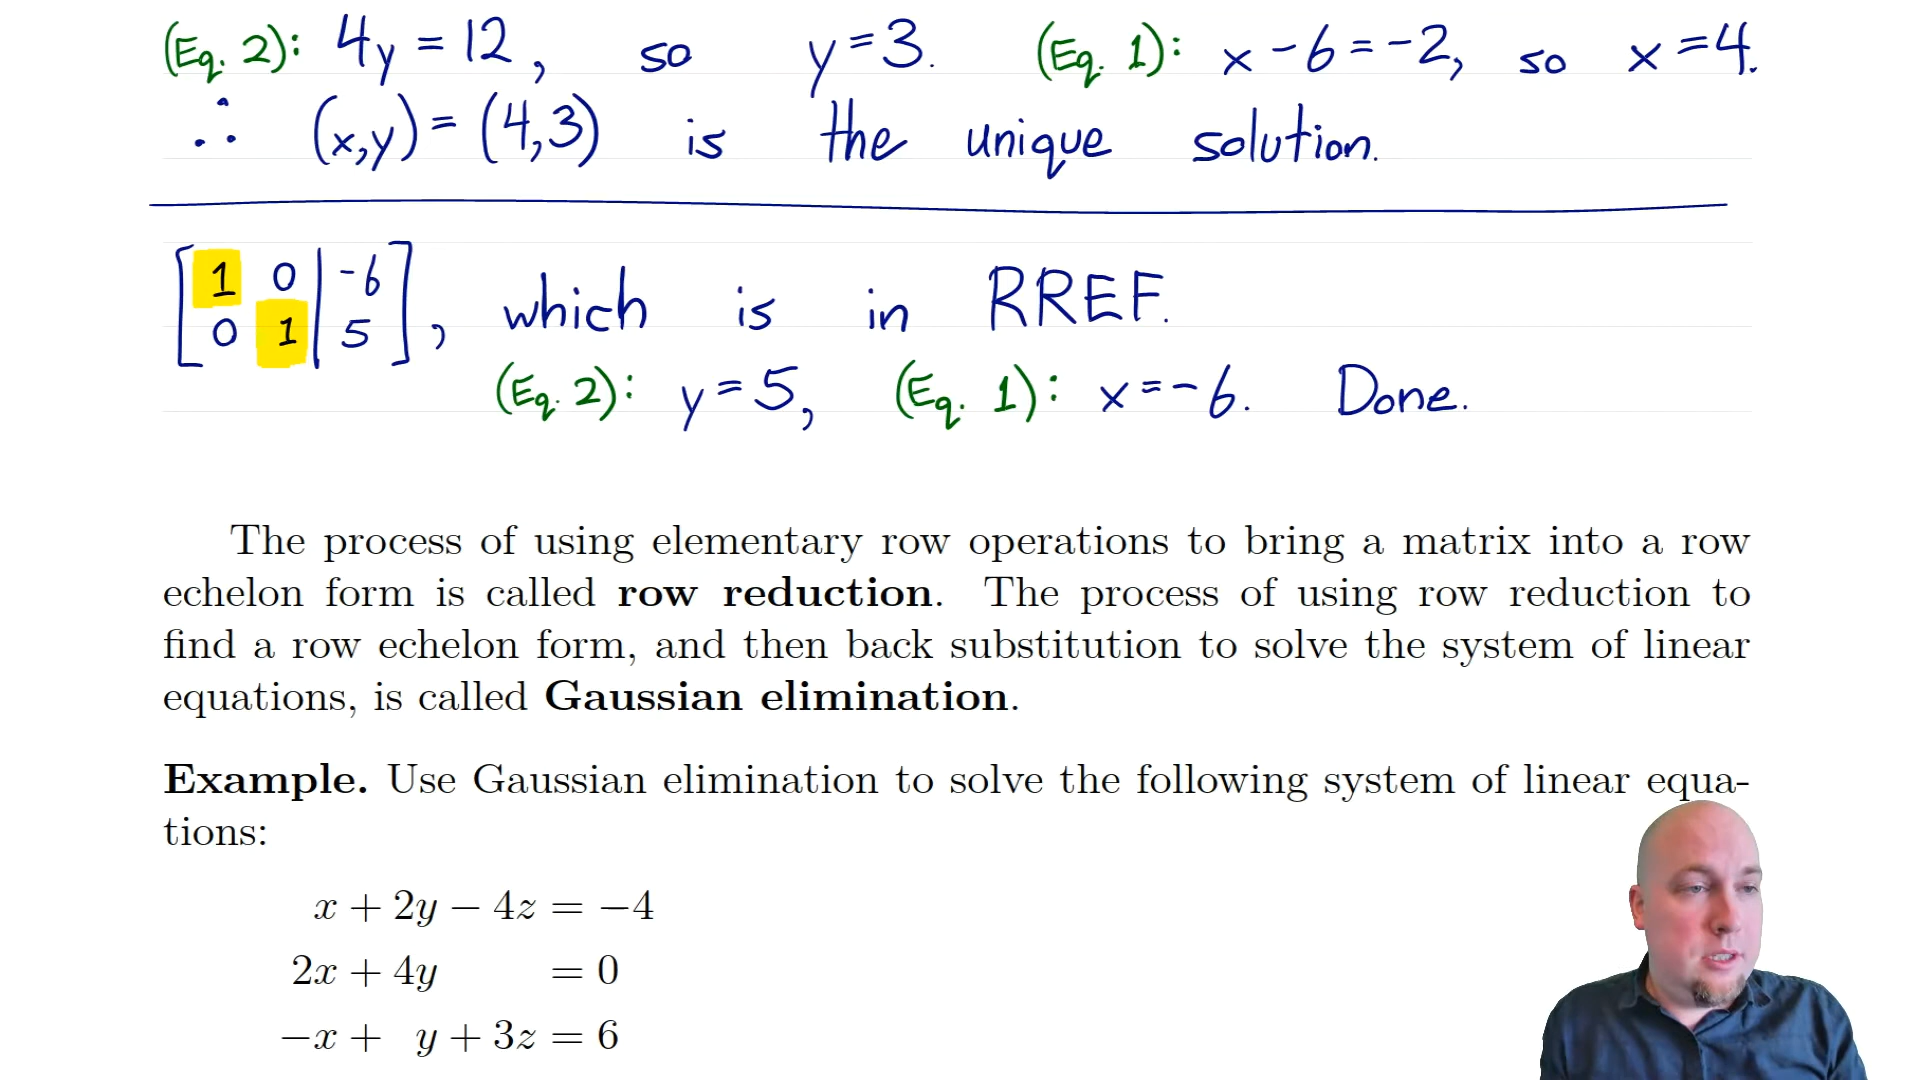 (Eq. 2): 4y = 12, so y = 3. (Eq. 1): x - 6 = -2, so x = 4.
∴ (x,y) = (4,3) is the unique solution.
[1 0 | -6
0 1 | 5], which is in RREF.
(Eq. 2): y = 5, (Eq. 1): x = -6. Done.
The process of using elementary row operations to bring a matrix into a row
echelon form is called row reduction. The process of using row reduction to
find a row echelon form, and then back substitution to solve the system of linear
equations, is called Gaussian elimination.
Example. Use Gaussian elimination to solve the following system of linear equa-
tions:
x + 2y − 4z = −4
2x + 4y = 0
−x + y + 3z = 6